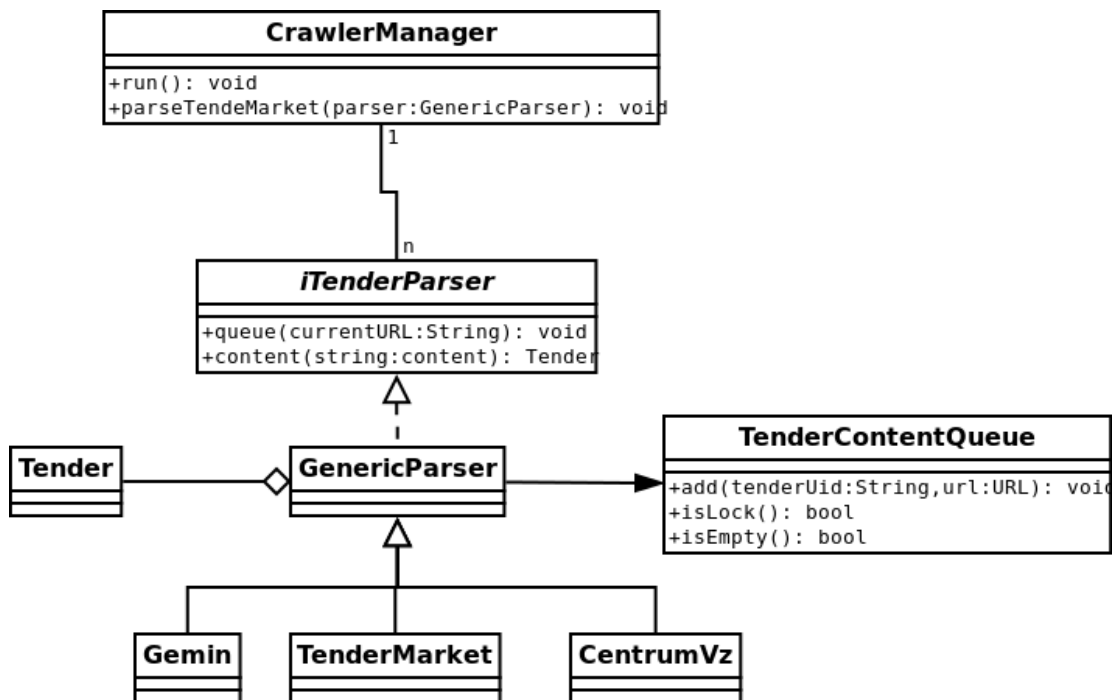 CrawlerManager
+run(): void
+parseTendeMarket(parser:GenericParser): void
1
n
iTenderParser
+queue(currentURL:String): void
+content(string:content): Tender
Tender
GenericParser
TenderContentQueue
+add(tenderUid:String,url:URL): void
+isLock(): bool
+isEmpty(): bool
Gemin
TenderMarket
CentrumVz